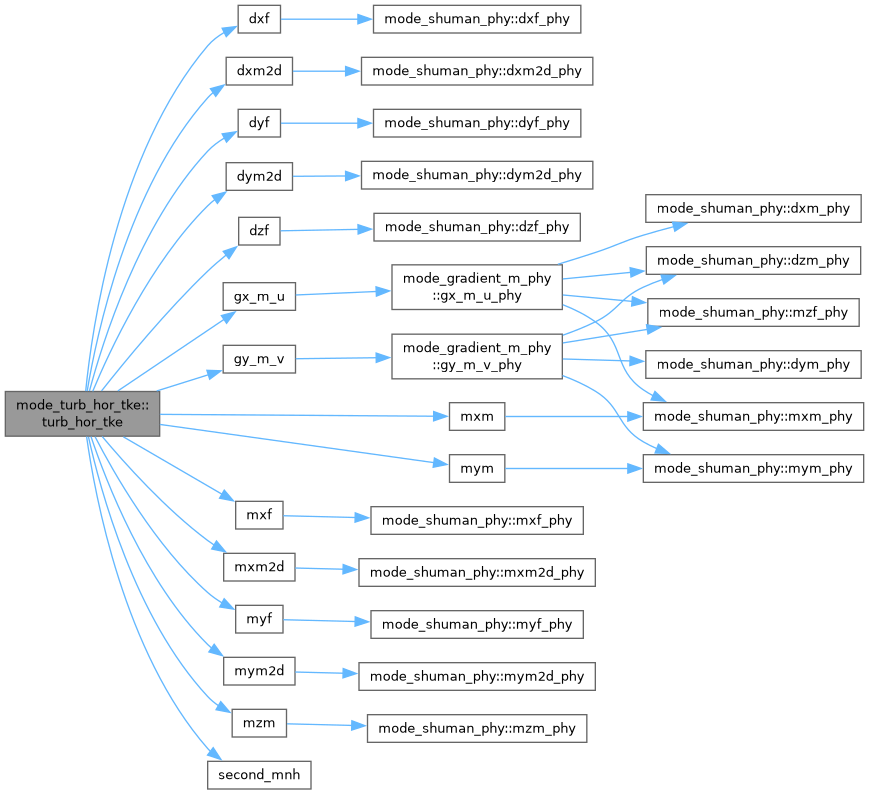 dxf
mode_shuman_phy::dxf_phy
dxm2d
mode_shuman_phy::dxm2d_phy
dyf
mode_shuman_phy::dyf_phy
dym2d
mode_shuman_phy::dym2d_phy
mode_shuman_phy::dxm_phy
dzf
mode_shuman_phy::dzf_phy
mode_shuman_phy::dzm_phy
gx_m_u
mode_gradient_m_phy
::gx_m_u_phy
mode_shuman_phy::mzf_phy
gy_m_v
mode_gradient_m_phy
::gy_m_v_phy
mode_shuman_phy::dym_phy
mode_turb_hor_tke::
turb_hor_tke
mxm
mode_shuman_phy::mxm_phy
mym
mode_shuman_phy::mym_phy
mxf
mode_shuman_phy::mxf_phy
mxm2d
mode_shuman_phy::mxm2d_phy
myf
mode_shuman_phy::myf_phy
mym2d
mode_shuman_phy::mym2d_phy
mzm
mode_shuman_phy::mzm_phy
second_mnh